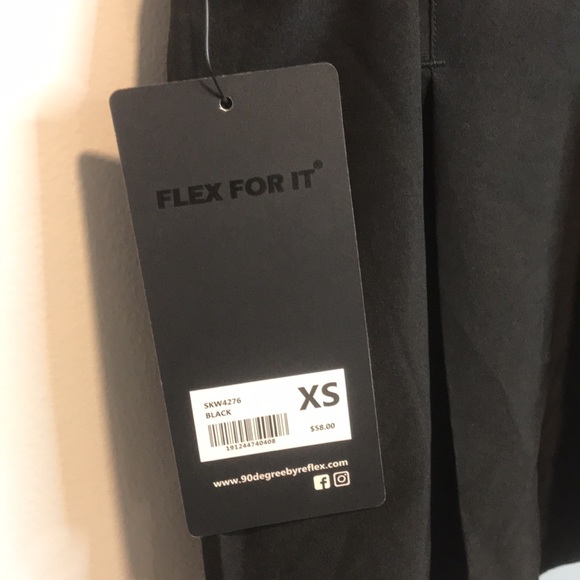 FLEX FOR IT®
SKW4276
BLACK
XS
191244740408
$58.00
www.90degreebyreflex.com